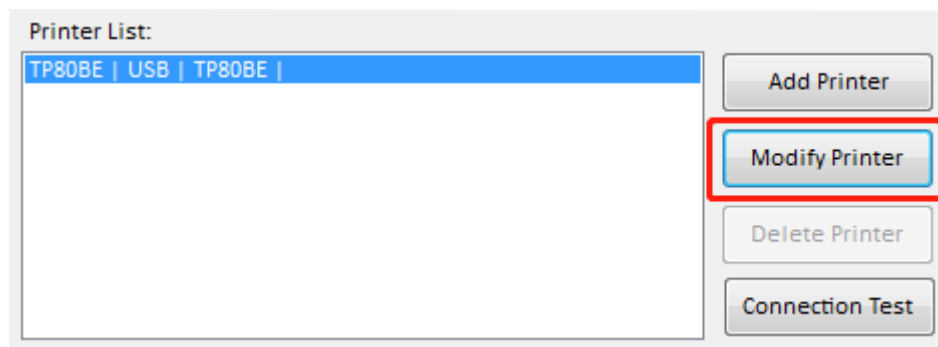 Printer List:
TP80BE | USB | TP80BE |
Add Printer
Modify Printer
Delete Printer
Connection Test